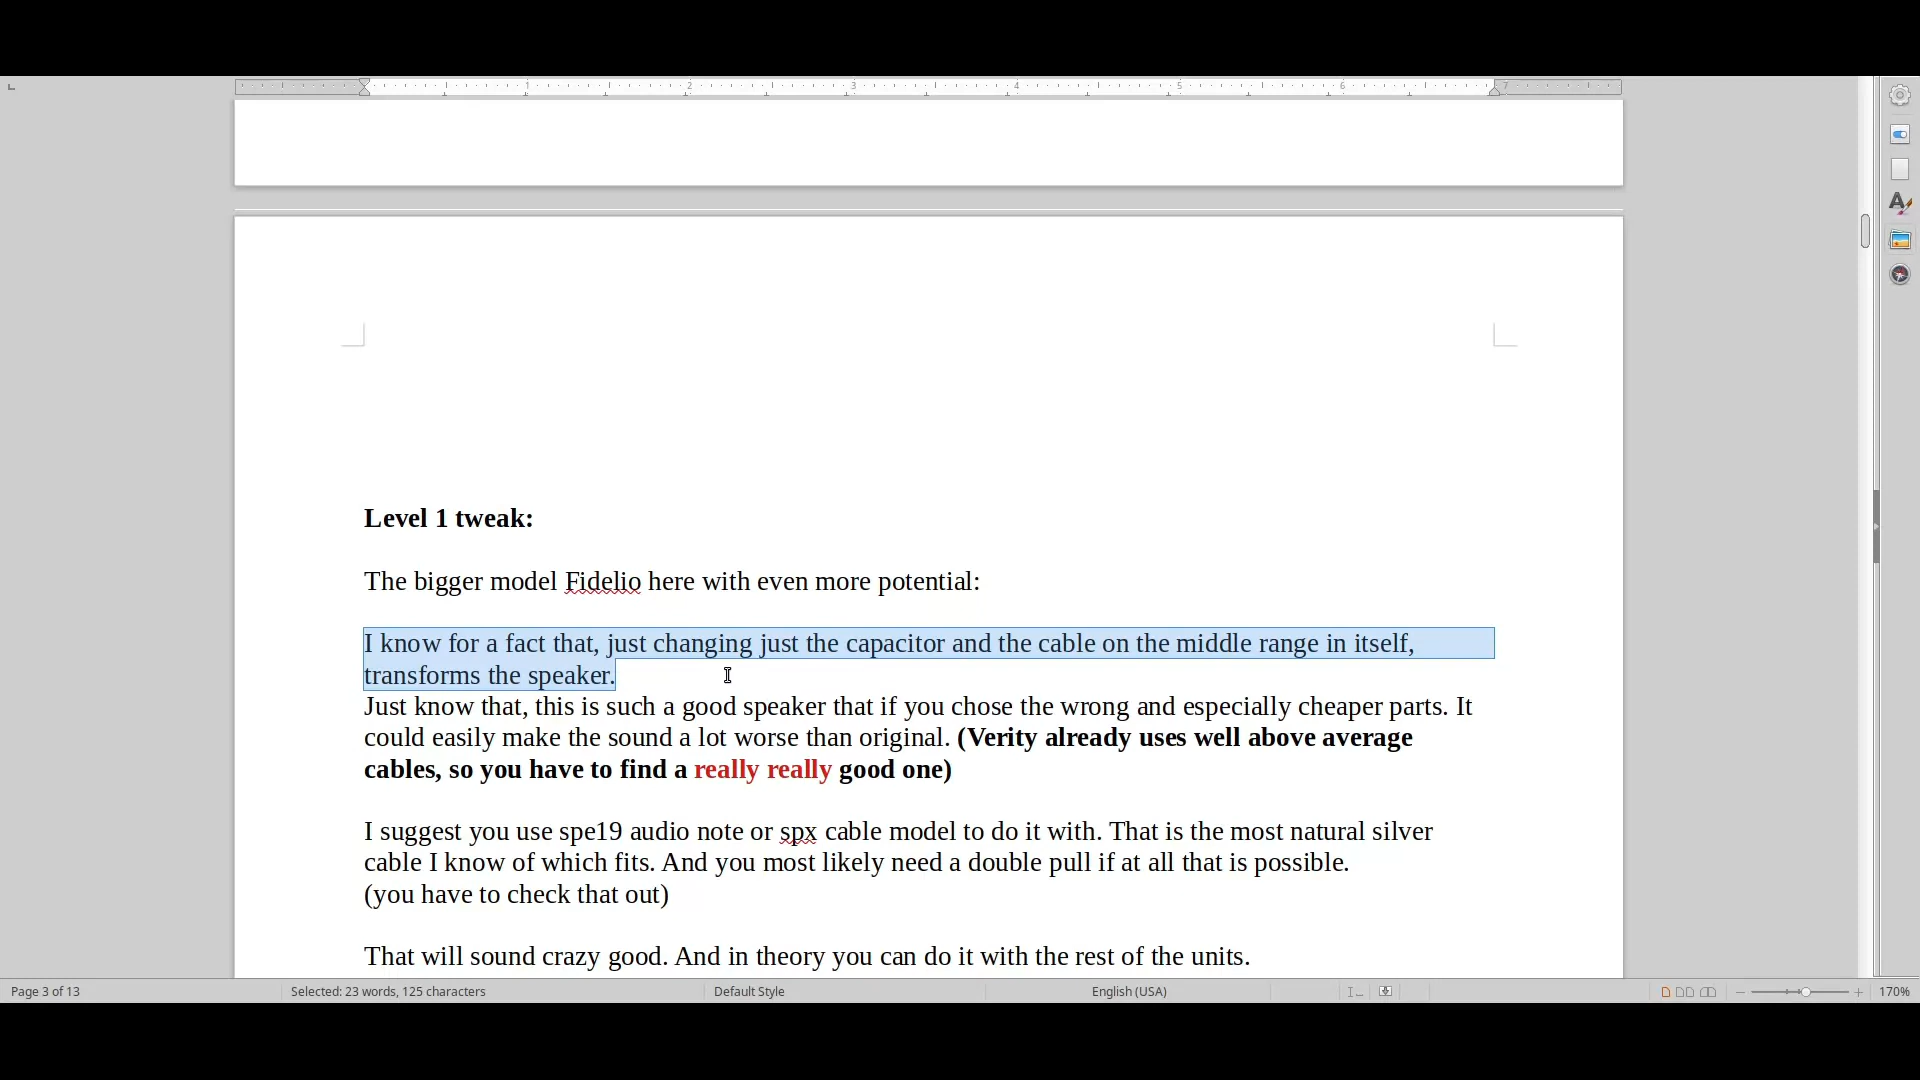 1 2 3 4 5 6 7
Level 1 tweak:
The bigger model Fidelio here with even more potential:
I know for a fact that, just changing just the capacitor and the cable on the middle range in itself,
transforms the speaker.
Just know that, this is such a good speaker that if you chose the wrong and especially cheaper parts. It
could easily make the sound a lot worse than original. (Verity already uses well above average
cables, so you have to find a really really good one)
I suggest you use spe19 audio note or spx cable model to do it with. That is the most natural silver
cable I know of which fits. And you most likely need a double pull if at all that is possible.
(you have to check that out)
That will sound crazy good. And in theory you can do it with the rest of the units.
Page 3 of 13 Selected: 23 words, 125 characters Default Style English (USA) 170%